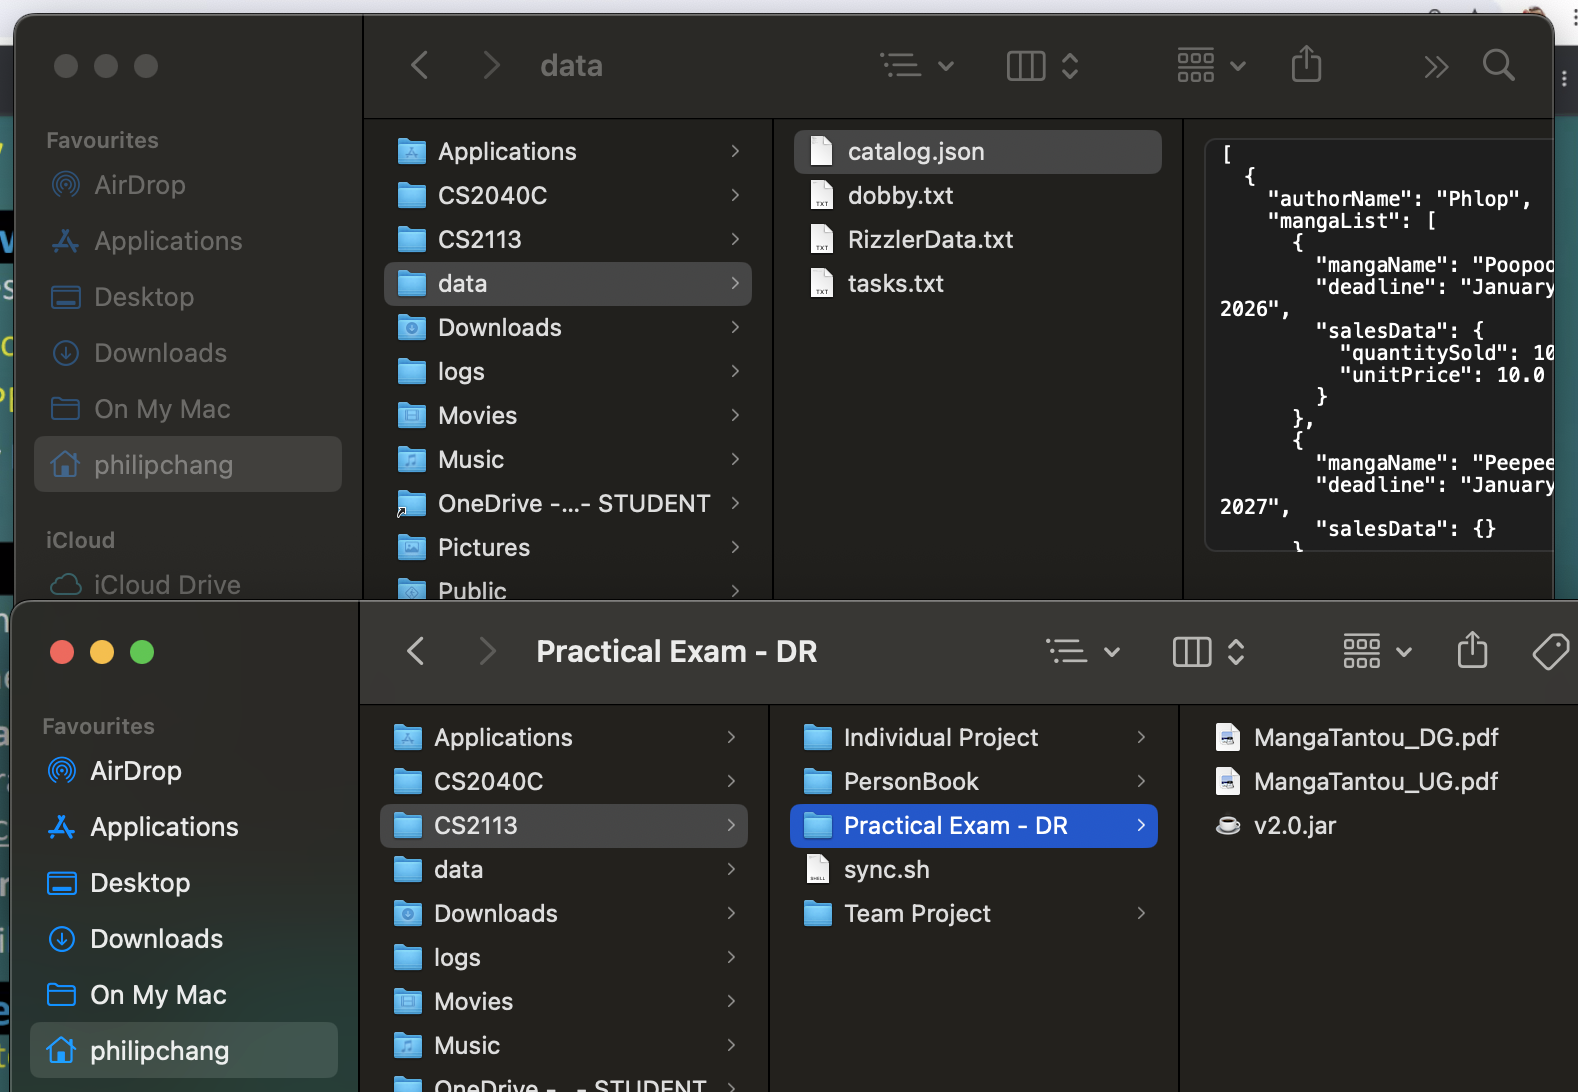 data
Favourites
AirDrop
Applications
Desktop
Downloads
On My Mac
philipchang
iCloud
iCloud Drive
Applications
CS2040C
CS2113
data
Downloads
logs
Movies
Music
OneDrive -...- STUDENT
Pictures
Public
catalog.json
dobby.txt
RizzlerData.txt
tasks.txt
[
{
"authorName": "Phlop",
"mangaList": [
{
"mangaName": "Poopoo
"deadline": "January
2026",
"salesData": {
"quantitySold": 10
"unitPrice": 10.0
}
},
{
"mangaName": "Peepee
"deadline": "January
2027",
"salesData": {}
}
Practical Exam - DR
Favourites
AirDrop
Applications
Desktop
Downloads
On My Mac
philipchang
Applications
CS2040C
CS2113
data
Downloads
logs
Movies
Music
OneDrive -...- STUDENT
Individual Project
PersonBook
Practical Exam - DR
sync.sh
Team Project
MangaTantou_DG.pdf
MangaTantou_UG.pdf
v2.0.jar